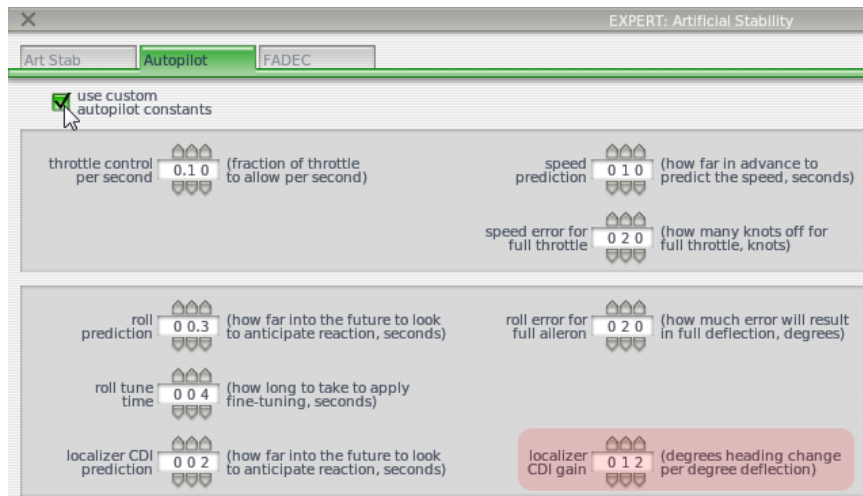 EXPERT: Artificial Stability
Art Stab Autopilot FADEC
use custom
autopilot constants
throttle control
per second
0.1 0
(fraction of throttle
to allow per second)
speed
prediction
0 1 0
(how far in advance to
predict the speed, seconds)
speed error for
full throttle
0 2 0
(how many knots off for
full throttle, knots)
roll
prediction
0 0.3
(how far into the future to look
to anticipate reaction, seconds)
roll error for
full aileron
0 2 0
(how much error will result
in full deflection, degrees)
roll tune
time
0 0 4
(how long to take to apply
fine-tuning, seconds)
localizer CDI
prediction
0 0 2
(how far into the future to look
to anticipate reaction, seconds)
localizer
CDI gain
0 1 2
(degrees heading change
per degree deflection)